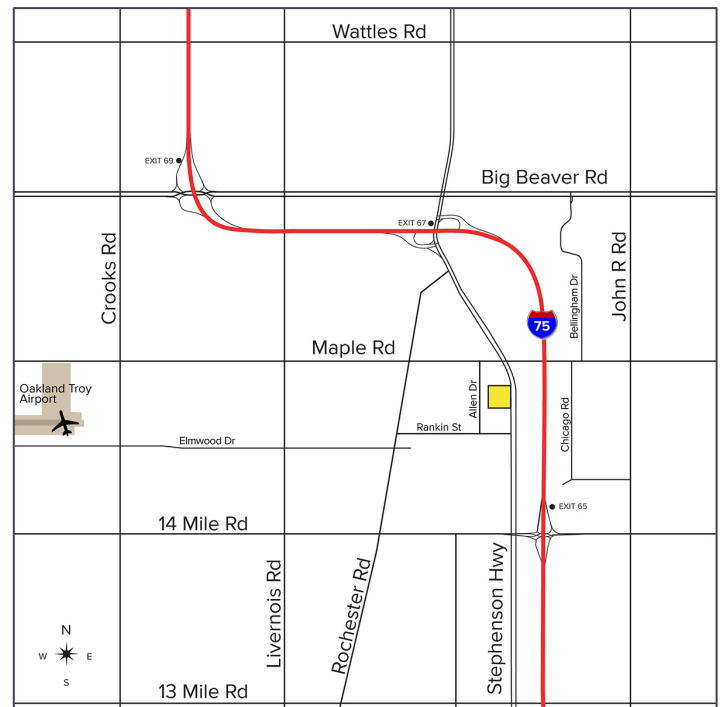 Wattles Rd
EXIT 69
Big Beaver Rd
EXIT 67
Crooks Rd
John R Rd
Bellingham Dr
75
Maple Rd
Oakland Troy
Airport
Allen Dr
Chicago Rd
Rankin St
Elmwood Dr
EXIT 65
14 Mile Rd
Livernois Rd
Rochester Rd
Stephenson Hwy
N
W E
S
13 Mile Rd